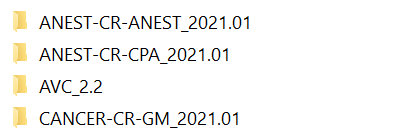 ANEST-CR-ANEST_2021.01
ANEST-CR-CPA_2021.01
AVC_2.2
CANCER-CR-GM_2021.01